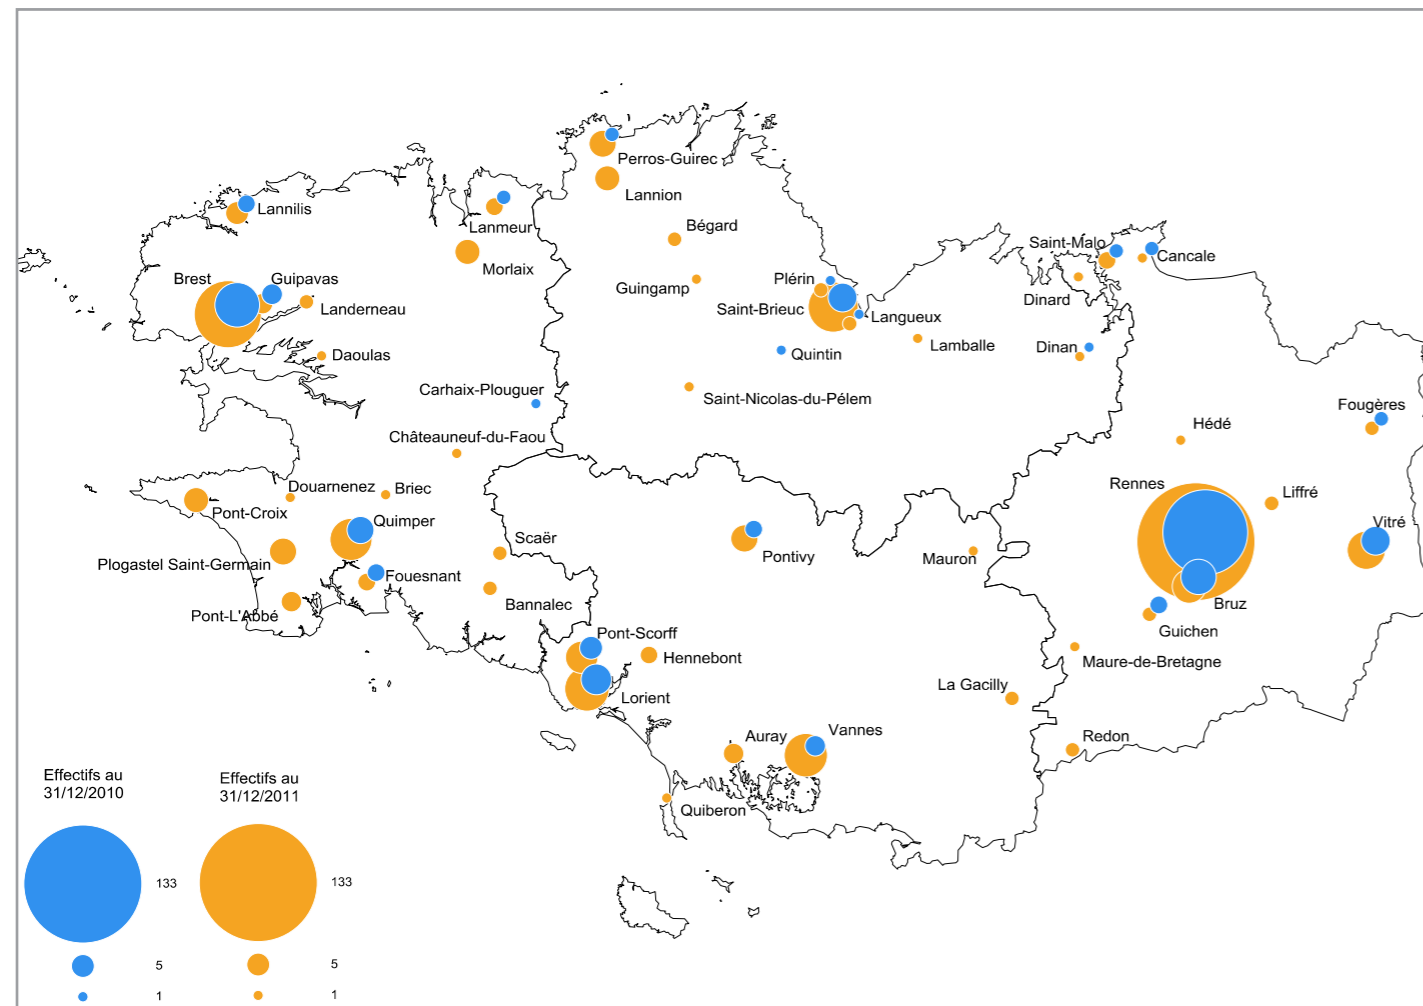 Perros-Guirec
Lannion
Lannilis
Lanmeur
Bégard
Morlaix
Saint-Malo
Cancale
Brest
Guipavas
Plérin
Guingamp
Dinard
Landerneau
Saint-Brieuc
Langueux
Lamballe
Dinan
Daoulas
Quintin
Carhaix-Plouguer
Saint-Nicolas-du-Pélem
Fougères
Hédé
Châteauneuf-du-Faou
Rennes
Douarnenez
Briec
Liffré
Pont-Croix
Quimper
Vitré
Scaër
Pontivy
Mauron
Plogastel Saint-Germain
Fouesnant
Bannalec
Bruz
Pont-L'Abbé
Guichen
Pont-Scorff
Hennebont
Maure-de-Bretagne
La Gacilly
Lorient
Auray
Vannes
Redon
Quiberon
Effectifs au
31/12/2010
Effectifs au
31/12/2011
133
133
5
5
1
1